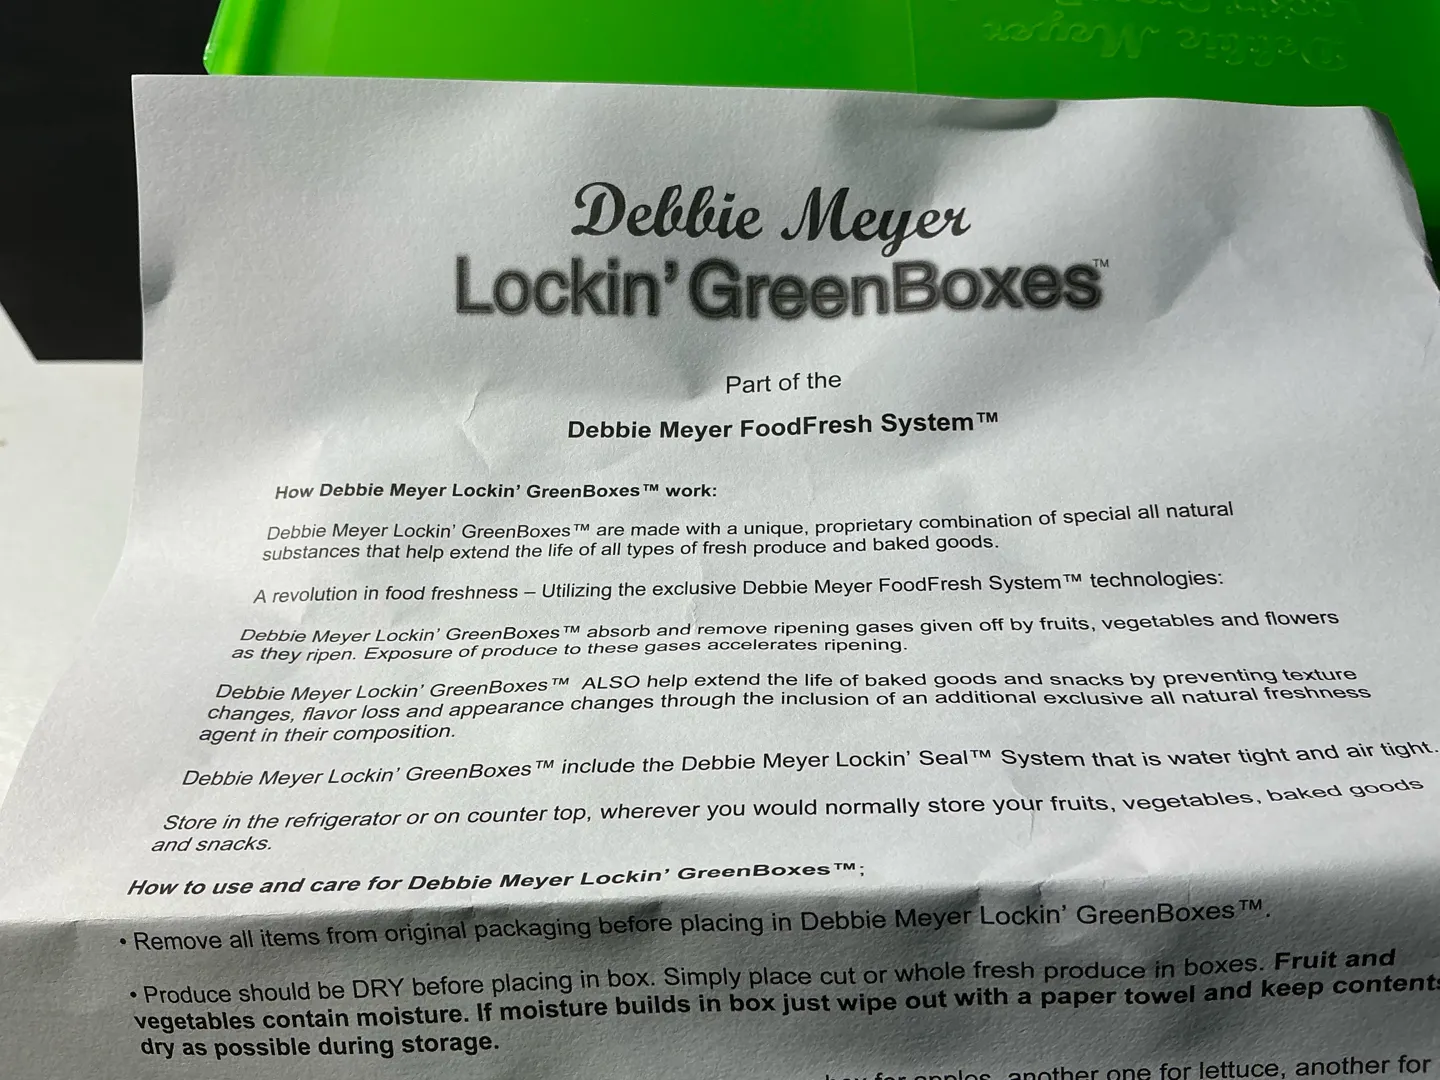 Debbie Meyer
Debbie Meyer
Lockin' GreenBoxes™
Part of the
Debbie Meyer FoodFresh System™
How Debbie Meyer Lockin' GreenBoxes™ work:
Debbie Meyer Lockin' GreenBoxes™ are made with a unique, proprietary combination of special all natural
substances that help extend the life of all types of fresh produce and baked goods.
A revolution in food freshness – Utilizing the exclusive Debbie Meyer FoodFresh System™ technologies:
Debbie Meyer Lockin' GreenBoxes™ absorb and remove ripening gases given off by fruits, vegetables and flowers
as they ripen. Exposure of produce to these gases accelerates ripening.
Debbie Meyer Lockin' GreenBoxes™ ALSO help extend the life of baked goods and snacks by preventing texture
changes, flavor loss and appearance changes through the inclusion of an additional exclusive all natural freshness
agent in their composition.
Debbie Meyer Lockin' GreenBoxes™ include the Debbie Meyer Lockin' Seal™ System that is water tight and air tight.
Store in the refrigerator or on counter top, wherever you would normally store your fruits, vegetables, baked goods
and snacks.
How to use and care for Debbie Meyer Lockin' GreenBoxes™;
• Remove all items from original packaging before placing in Debbie Meyer Lockin' GreenBoxes™.
• Produce should be DRY before placing in box. Simply place cut or whole fresh produce in boxes. Fruit and
vegetables contain moisture. If moisture builds in box just wipe out with a paper towel and keep contents
dry as possible during storage.
box for apples, another one for lettuce, another for